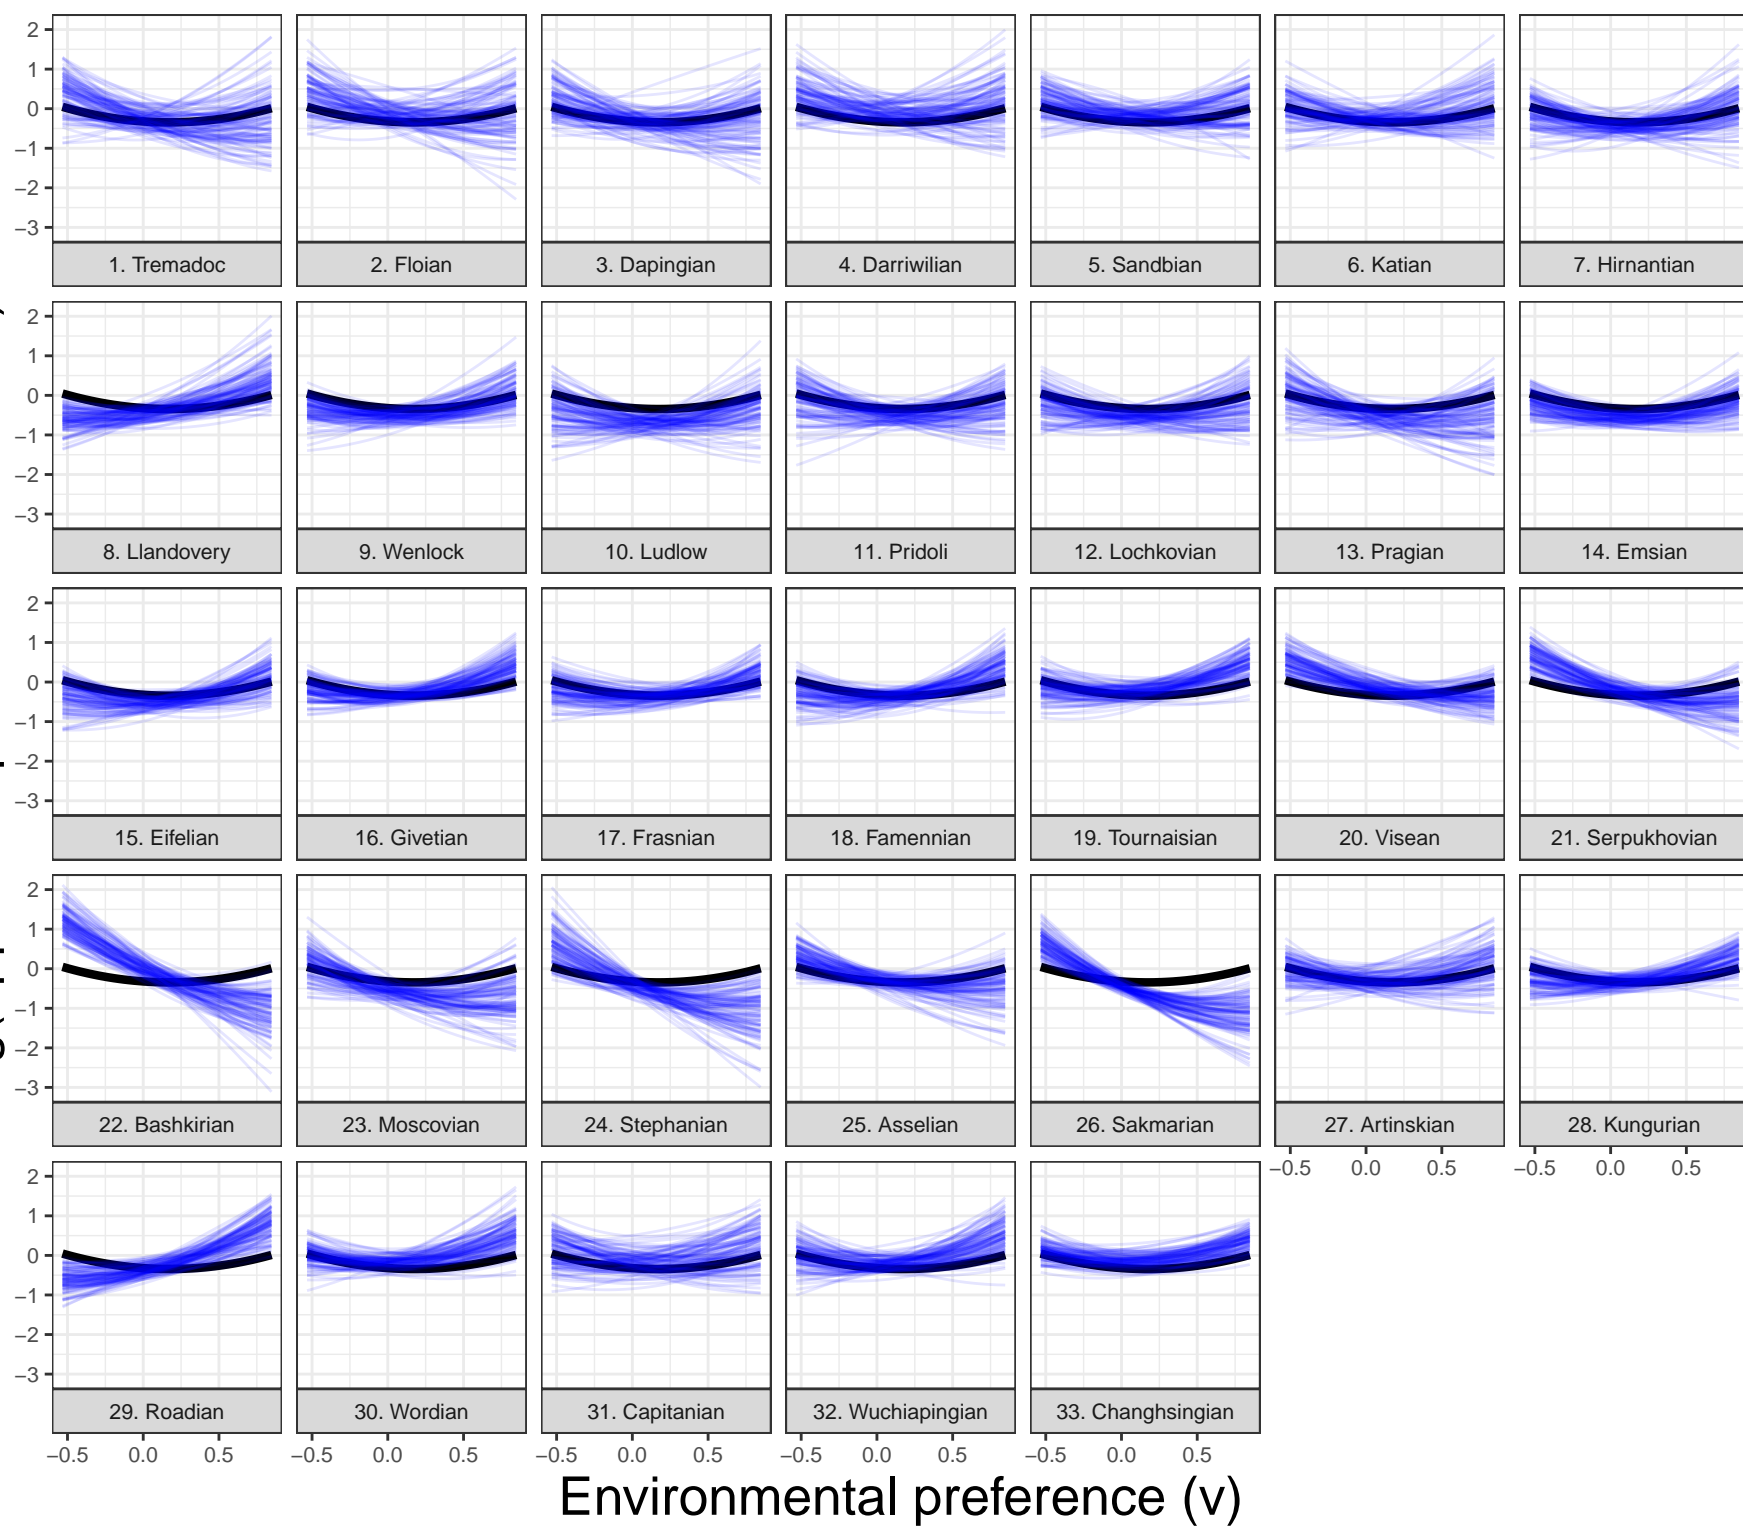 2
1
0
−1
−2
−3
1. Tremadoc
2. Floian
3. Dapingian
4. Darriwilian
5. Sandbian
6. Katian
7. Hirnantian
2
1
0
−1
−2
−3
8. Llandovery
9. Wenlock
10. Ludlow
11. Pridoli
12. Lochkovian
13. Pragian
14. Emsian
2
1
0
−1
−2
−3
15. Eifelian
16. Givetian
17. Frasnian
18. Famennian
19. Tournaisian
20. Visean
21. Serpukhovian
2
1
0
−1
−2
−3
22. Bashkirian
23. Moscovian
24. Stephanian
25. Asselian
26. Sakmarian
27. Artinskian
28. Kungurian
−0.5 0.0 0.5 −0.5 0.0 0.5
2
1
0
−1
−2
−3
29. Roadian
30. Wordian
31. Capitanian
32. Wuchiapingian
33. Changhsingian
−0.5 0.0 0.5 −0.5 0.0 0.5 −0.5 0.0 0.5 −0.5 0.0 0.5 −0.5 0.0 0.5
Environmental preference (v)